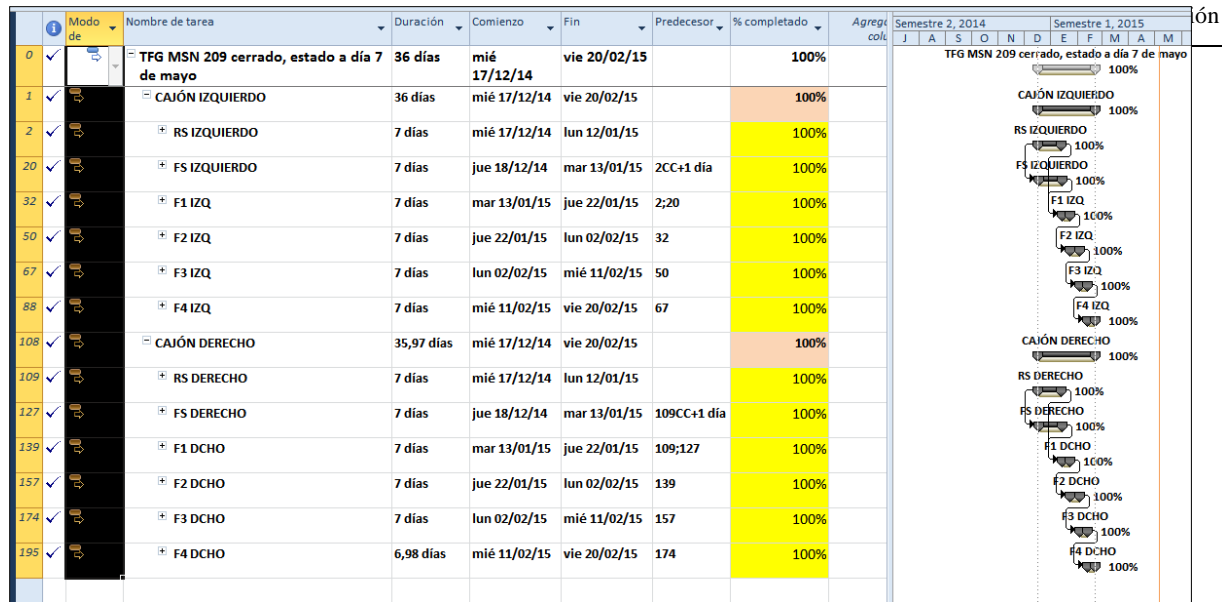 ión
Modo de Nombre de tarea Duración Comienzo Fin Predecesor % completado Agrega colu
Semestre 2, 2014 Semestre 1, 2015
J A S O N D E F M A M
0 TFG MSN 209 cerrado, estado a día 7 de mayo 36 días mié 17/12/14 vie 20/02/15 100%
1 CAJÓN IZQUIERDO 36 días mié 17/12/14 vie 20/02/15 100%
2 RS IZQUIERDO 7 días mié 17/12/14 lun 12/01/15 100%
20 FS IZQUIERDO 7 días jue 18/12/14 mar 13/01/15 2CC+1 día 100%
32 F1 IZQ 7 días mar 13/01/15 jue 22/01/15 2;20 100%
50 F2 IZQ 7 días jue 22/01/15 lun 02/02/15 32 100%
67 F3 IZQ 7 días lun 02/02/15 mié 11/02/15 50 100%
88 F4 IZQ 7 días mié 11/02/15 vie 20/02/15 67 100%
108 CAJÓN DERECHO 35,97 días mié 17/12/14 vie 20/02/15 100%
109 RS DERECHO 7 días mié 17/12/14 lun 12/01/15 100%
127 FS DERECHO 7 días jue 18/12/14 mar 13/01/15 109CC+1 día 100%
139 F1 DCHO 7 días mar 13/01/15 jue 22/01/15 109;127 100%
157 F2 DCHO 7 días jue 22/01/15 lun 02/02/15 139 100%
174 F3 DCHO 7 días lun 02/02/15 mié 11/02/15 157 100%
195 F4 DCHO 6,98 días mié 11/02/15 vie 20/02/15 174 100%
TFG MSN 209 cerrado, estado a día 7 de mayo
100%
CAJÓN IZQUIERDO
100%
RS IZQUIERDO
100%
FS IZQUIERDO
100%
F1 IZQ
100%
F2 IZQ
100%
F3 IZQ
100%
F4 IZQ
100%
CAJÓN DERECHO
100%
RS DERECHO
100%
FS DERECHO
100%
F1 DCHO
100%
F2 DCHO
100%
F3 DCHO
100%
F4 DCHO
100%